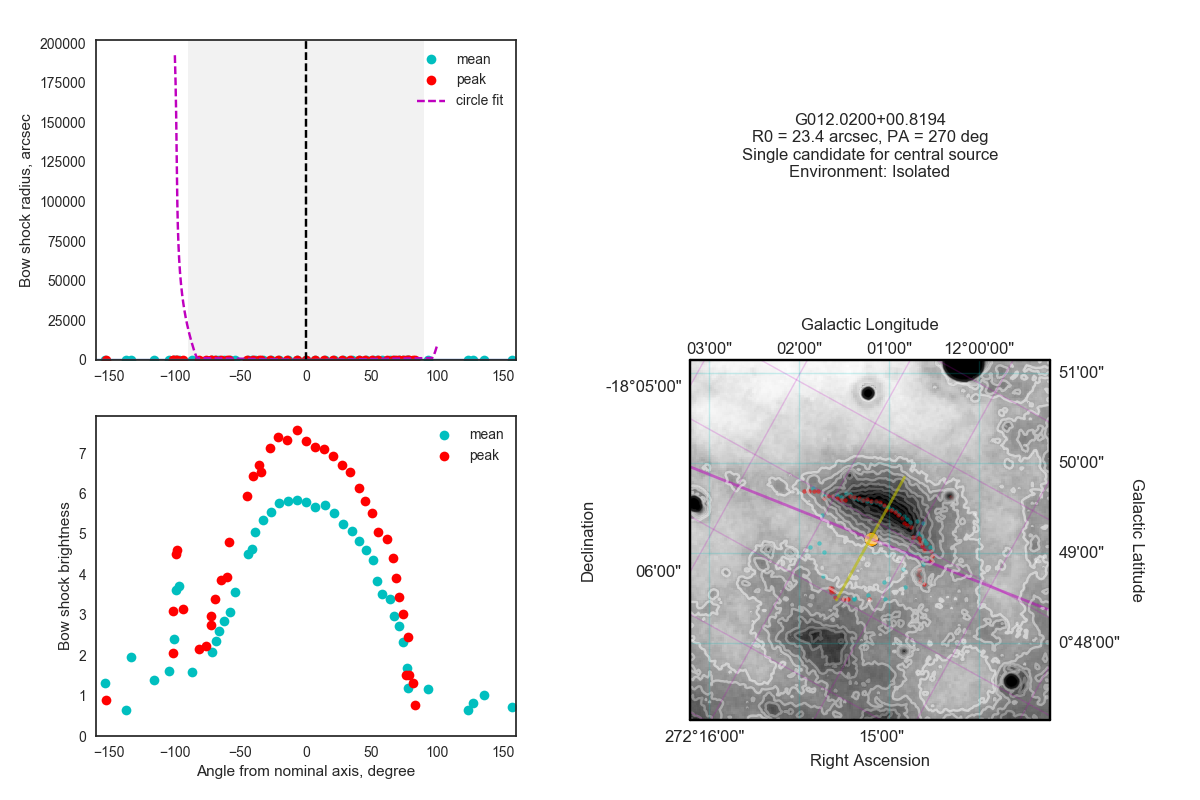 200000
175000
150000
125000
100000
75000
50000
25000
0
Bow shock radius, arcsec
mean
peak
circle fit
−150 −100 −50 0 50 100 150
7
6
5
4
3
2
1
0
Bow shock brightness
mean
peak
−150 −100 −50 0 50 100 150
Angle from nominal axis, degree
G012.0200+00.8194
R0 = 23.4 arcsec, PA = 270 deg
Single candidate for central source
Environment: Isolated
Galactic Longitude
03'00" 02'00" 01'00" 12°00'00"
-18°05'00"
06'00"
Declination
51'00"
50'00"
49'00"
0°48'00"
Galactic Latitude
272°16'00" 15'00"
Right Ascension